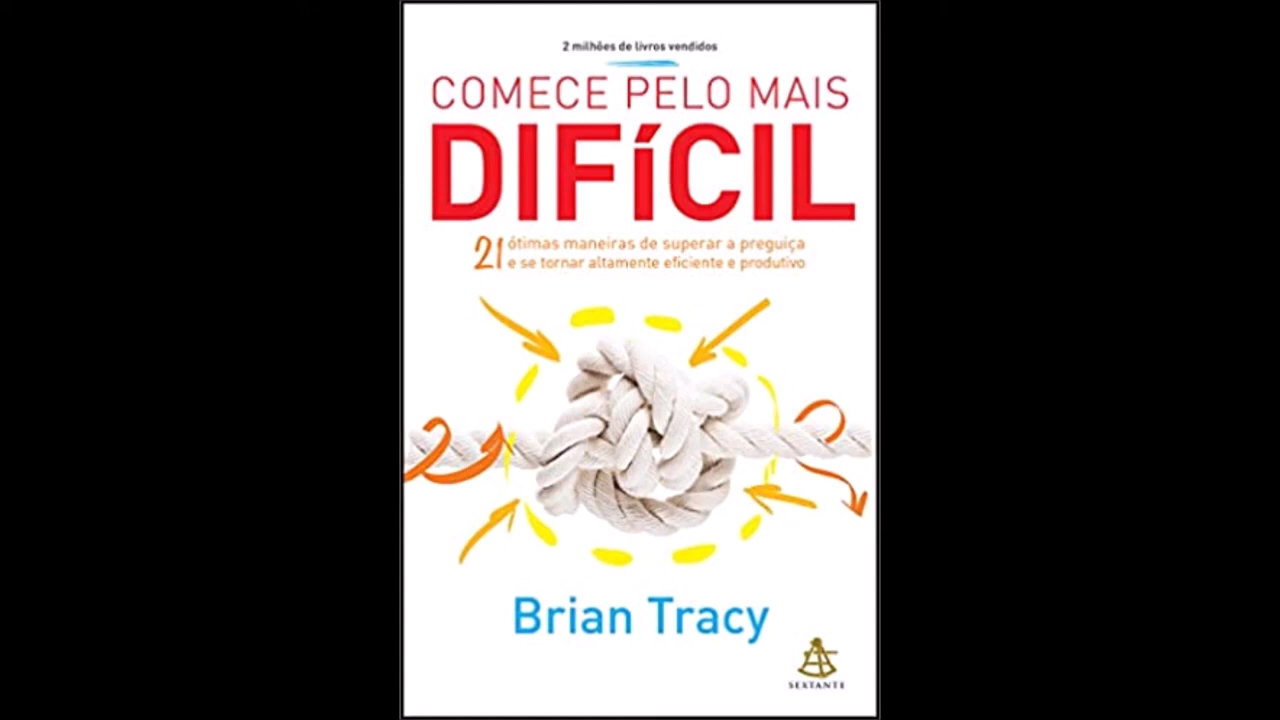 2 milhões de livros vendidos
COMECE PELO MAIS
DIFíCIL
21 ótimas maneiras de superar a preguiça
e se tornar altamente eficiente e produtivo
Brian Tracy
SEXTANTE